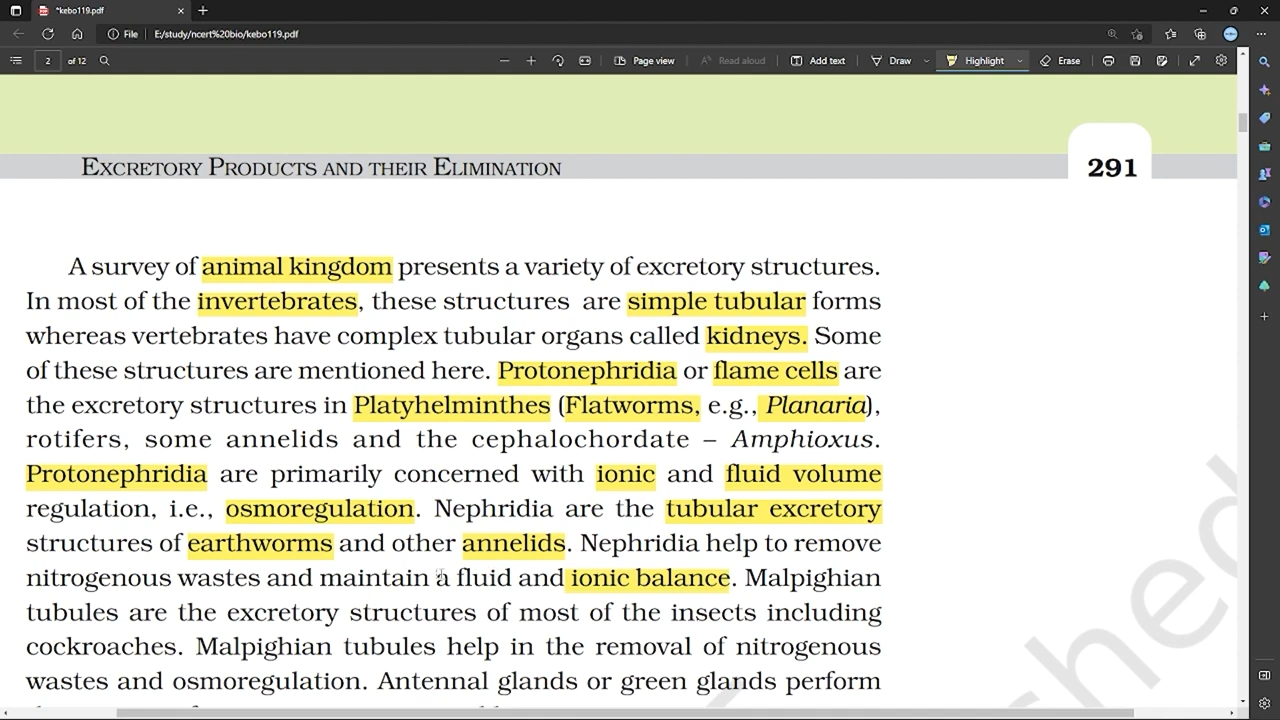 *kebo119.pdf
File E:/study/ncert%20bio/kebo119.pdf
2 of 12 Page view Read aloud Add text Draw Highlight Erase
EXCRETORY PRODUCTS AND THEIR ELIMINATION 291
A survey of animal kingdom presents a variety of excretory structures.
In most of the invertebrates, these structures are simple tubular forms
whereas vertebrates have complex tubular organs called kidneys. Some
of these structures are mentioned here. Protonephridia or flame cells are
the excretory structures in Platyhelminthes (Flatworms, e.g., Planaria),
rotifers, some annelids and the cephalochordate – Amphioxus.
Protonephridia are primarily concerned with ionic and fluid volume
regulation, i.e., osmoregulation. Nephridia are the tubular excretory
structures of earthworms and other annelids. Nephridia help to remove
nitrogenous wastes and maintain a fluid and ionic balance. Malpighian
tubules are the excretory structures of most of the insects including
cockroaches. Malpighian tubules help in the removal of nitrogenous
wastes and osmoregulation. Antennal glands or green glands perform
shed